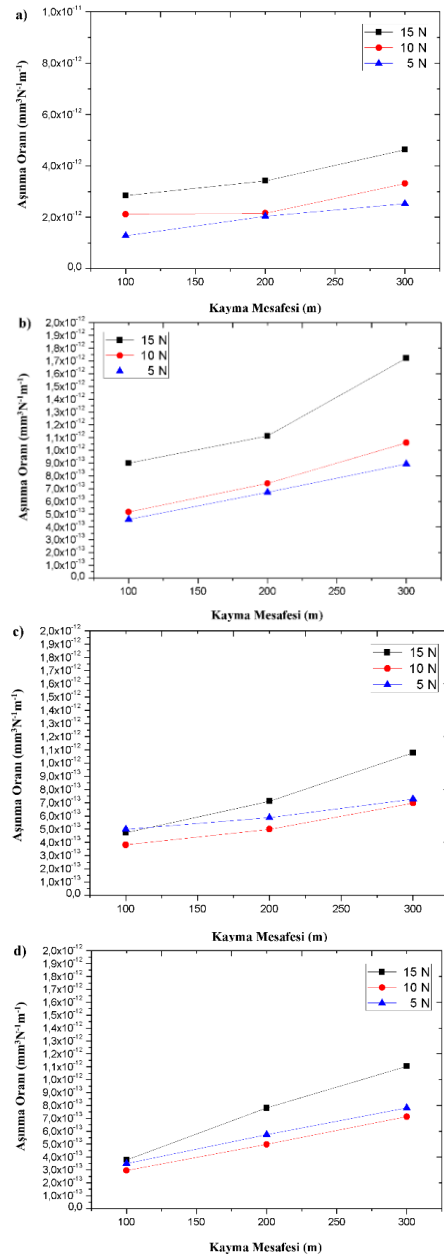 a)
1,0x10⁻¹¹
8,0x10⁻¹²
6,0x10⁻¹²
4,0x10⁻¹²
2,0x10⁻¹²
0,0
Aşınma Oranı (mm³N⁻¹m⁻¹)
15 N
10 N
5 N
100 150 200 250 300
Kayma Mesafesi (m)
b)
2,0x10⁻¹²
1,9x10⁻¹²
1,8x10⁻¹²
1,7x10⁻¹²
1,6x10⁻¹²
1,5x10⁻¹²
1,4x10⁻¹²
1,3x10⁻¹²
1,2x10⁻¹²
1,1x10⁻¹²
1,0x10⁻¹²
9,0x10⁻¹³
8,0x10⁻¹³
7,0x10⁻¹³
6,0x10⁻¹³
5,0x10⁻¹³
4,0x10⁻¹³
3,0x10⁻¹³
2,0x10⁻¹³
1,0x10⁻¹³
0,0
Aşınma Oranı (mm³N⁻¹m⁻¹)
15 N
10 N
5 N
100 150 200 250 300
Kayma Mesafesi (m)
c)
2,0x10⁻¹²
1,9x10⁻¹²
1,8x10⁻¹²
1,7x10⁻¹²
1,6x10⁻¹²
1,5x10⁻¹²
1,4x10⁻¹²
1,3x10⁻¹²
1,2x10⁻¹²
1,1x10⁻¹²
1,0x10⁻¹²
9,0x10⁻¹³
8,0x10⁻¹³
7,0x10⁻¹³
6,0x10⁻¹³
5,0x10⁻¹³
4,0x10⁻¹³
3,0x10⁻¹³
2,0x10⁻¹³
1,0x10⁻¹³
0,0
Aşınma Oranı (mm³N⁻¹m⁻¹)
15 N
10 N
5 N
100 150 200 250 300
Kayma Mesafesi (m)
d)
2,0x10⁻¹²
1,9x10⁻¹²
1,8x10⁻¹²
1,7x10⁻¹²
1,6x10⁻¹²
1,5x10⁻¹²
1,4x10⁻¹²
1,3x10⁻¹²
1,2x10⁻¹²
1,1x10⁻¹²
1,0x10⁻¹²
9,0x10⁻¹³
8,0x10⁻¹³
7,0x10⁻¹³
6,0x10⁻¹³
5,0x10⁻¹³
4,0x10⁻¹³
3,0x10⁻¹³
2,0x10⁻¹³
1,0x10⁻¹³
0,0
Aşınma Oranı (mm³N⁻¹m⁻¹)
15 N
10 N
5 N
100 150 200 250 300
Kayma Mesafesi (m)